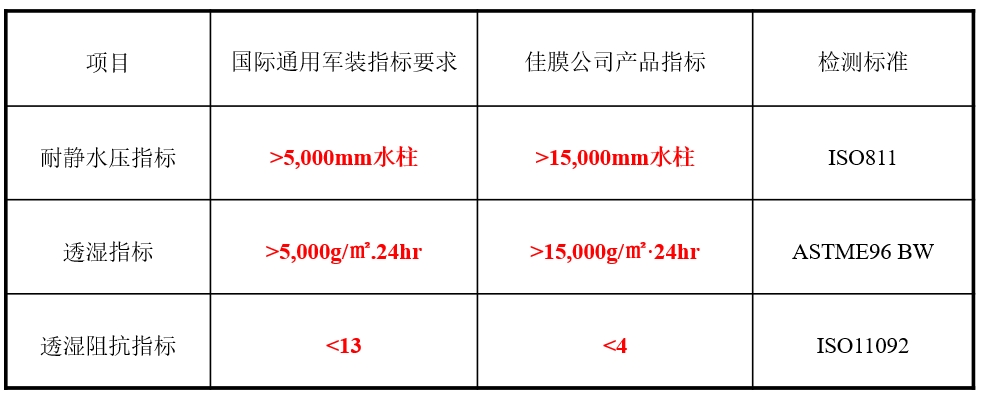 项目 国际通用军装指标要求 佳膜公司产品指标 检测标准
耐静水压指标 >5,000mm水柱 >15,000mm水柱 ISO811
透湿指标 >5,000g/㎡.24hr >15,000g/㎡·24hr ASTME96 BW
透湿阻抗指标 <13 <4 ISO11092